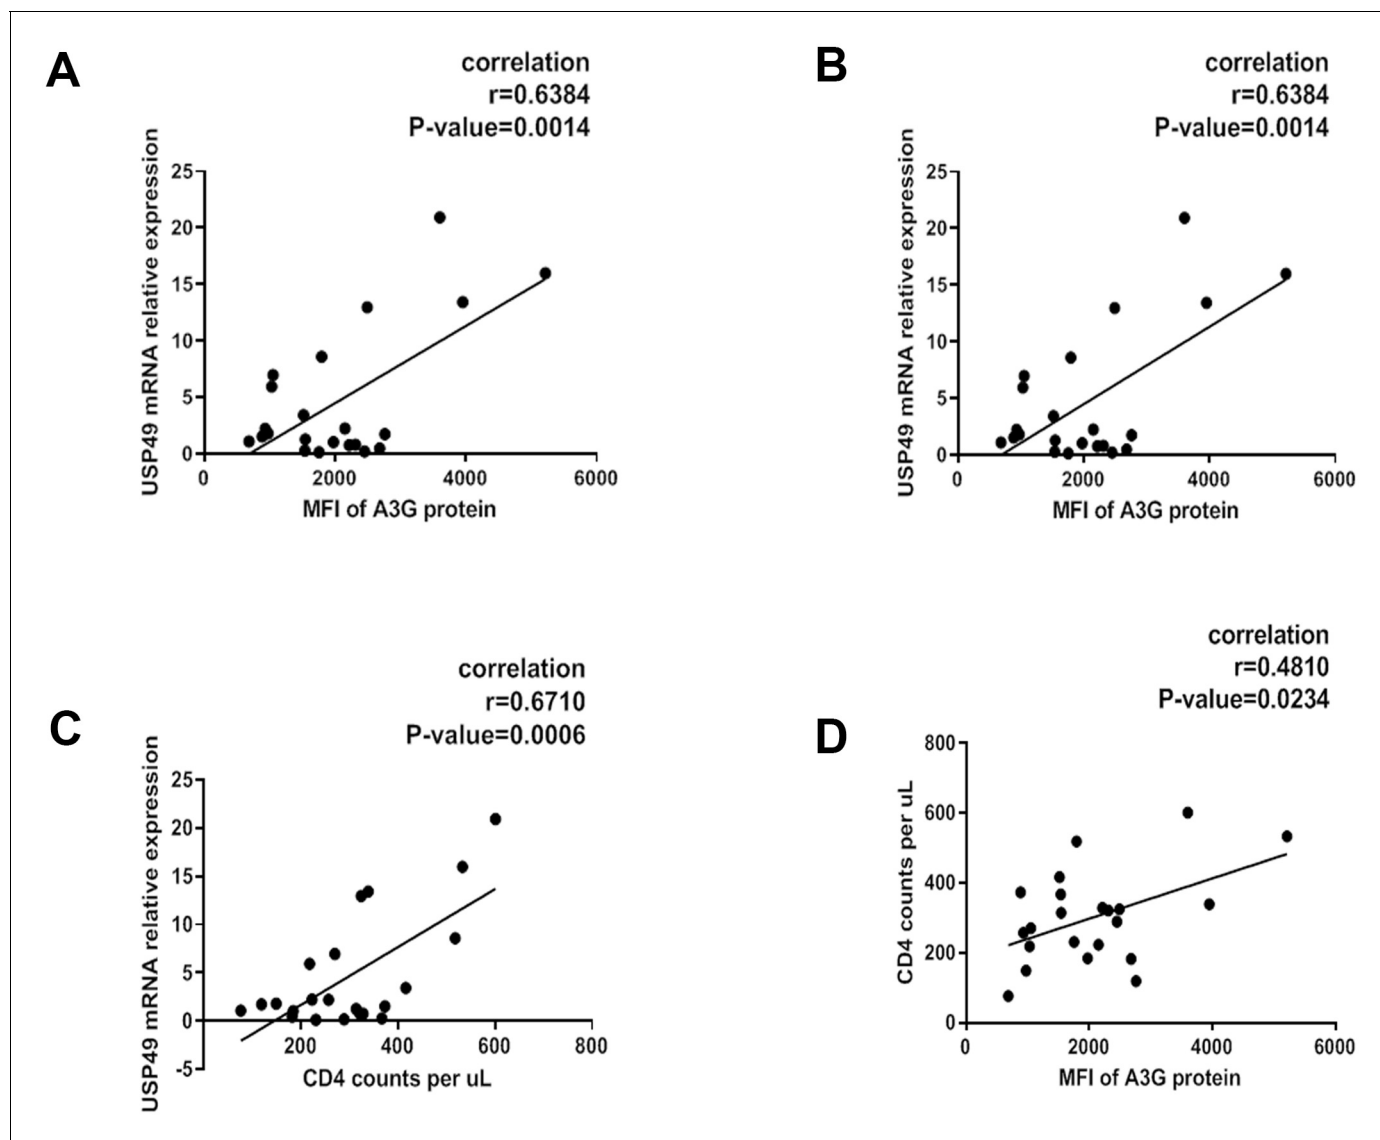 A
correlation
r=0.6384
P-value=0.0014
USP49 mRNA relative expression
25
20
15
10
5
0
0 2000 4000 6000
MFI of A3G protein
B
correlation
r=0.6384
P-value=0.0014
USP49 mRNA relative expression
25
20
15
10
5
0
0 2000 4000 6000
MFI of A3G protein
C
correlation
r=0.6710
P-value=0.0006
USP49 mRNA relative expression
25
20
15
10
5
0
-5
200 400 600 800
CD4 counts per uL
D
correlation
r=0.4810
P-value=0.0234
CD4 counts per uL
800
600
400
200
0
0 2000 4000 6000
MFI of A3G protein